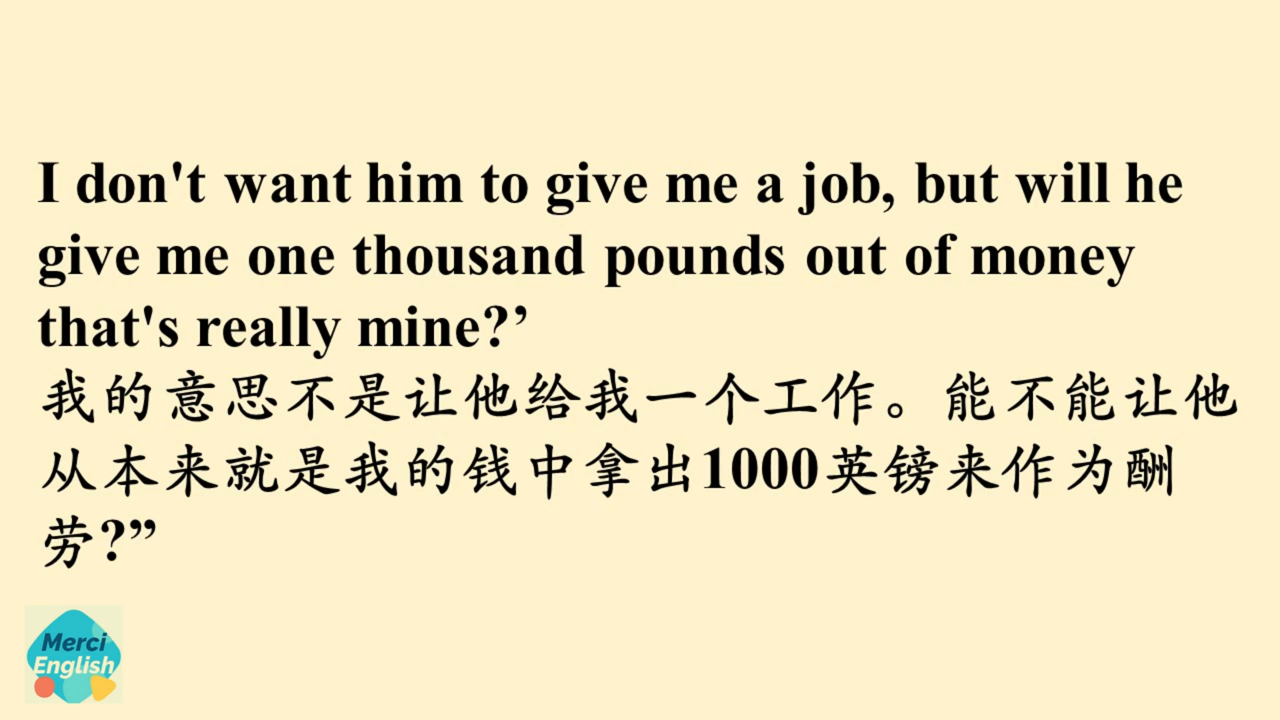 I don't want him to give me a job, but will he
give me one thousand pounds out of money
that's really mine?’
我的意思不是让他给我一个工作。能不能让他
从本来就是我的钱中拿出1000英镑来作为酬
劳?”
Merci
English